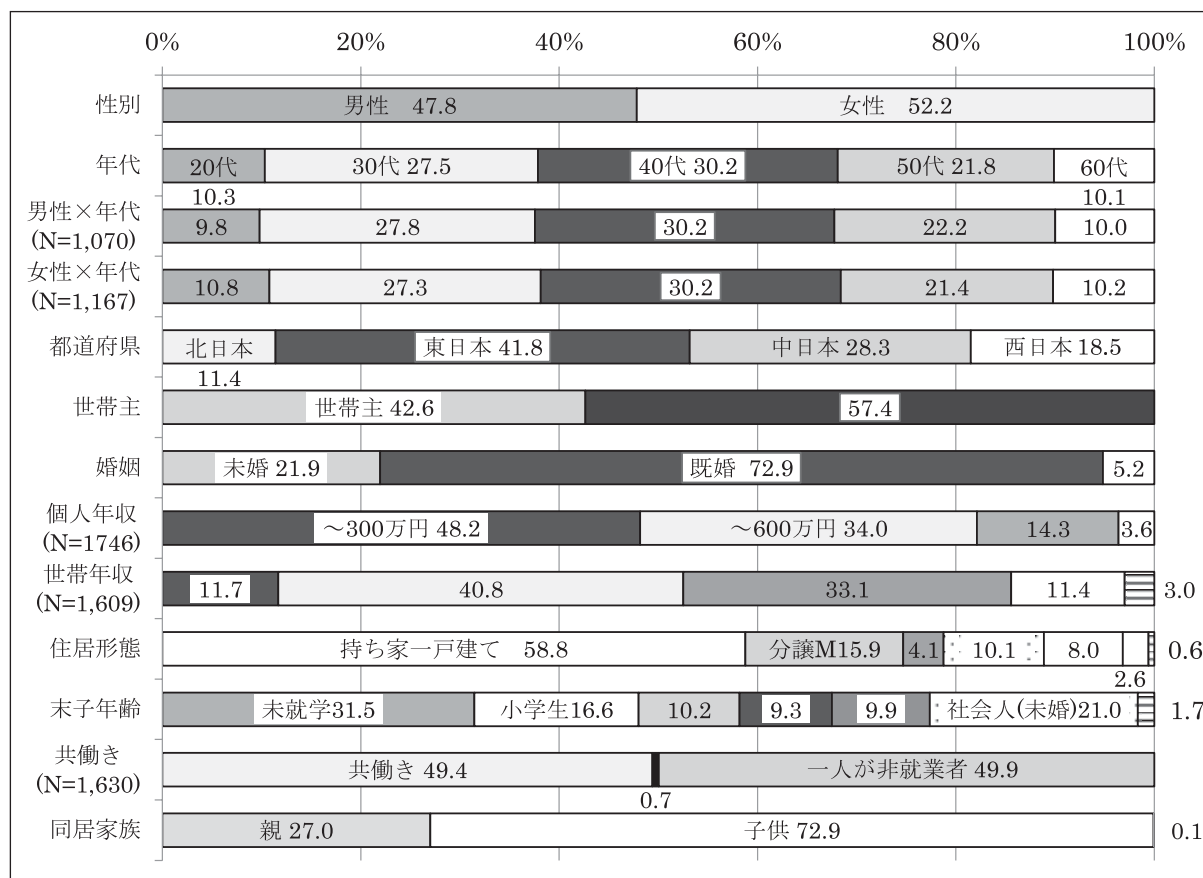 0% 20% 40% 60% 80% 100%
性別 男性 47.8 女性 52.2
年代 20代 30代 27.5 40代 30.2 50代 21.8 60代
10.3 10.1
男性×年代
(N=1,070)
9.8 27.8 30.2 22.2 10.0
女性×年代
(N=1,167)
10.8 27.3 30.2 21.4 10.2
都道府県 北日本 東日本 41.8 中日本 28.3 西日本 18.5
11.4
世帯主 世帯主 42.6 57.4
婚姻 未婚 21.9 既婚 72.9 5.2
個人年収
(N=1746)
～300万円 48.2 ～600万円 34.0 14.3 3.6
世帯年収
(N=1,609)
11.7 40.8 33.1 11.4 3.0
住居形態 持ち家一戸建て 58.8 分譲M15.9 4.1 10.1 8.0 0.6
2.6
末子年齢 未就学31.5 小学生16.6 10.2 9.3 9.9 社会人(未婚)21.0 1.7
共働き
(N=1,630)
共働き 49.4 一人が非就業者 49.9
0.7
同居家族 親 27.0 子供 72.9 0.1